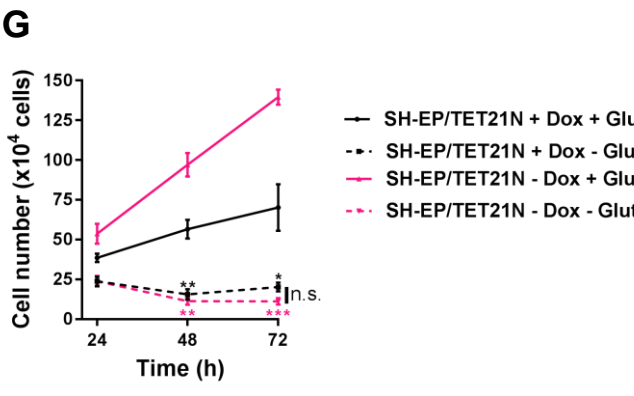 G
Cell number (x10⁴ cells)
150
125
100
75
50
25
0
24
48
72
Time (h)
**
*
n.s.
**
***
SH-EP/TET21N + Dox + Glu
SH-EP/TET21N + Dox - Glu
SH-EP/TET21N - Dox + Glu
SH-EP/TET21N - Dox - Glut